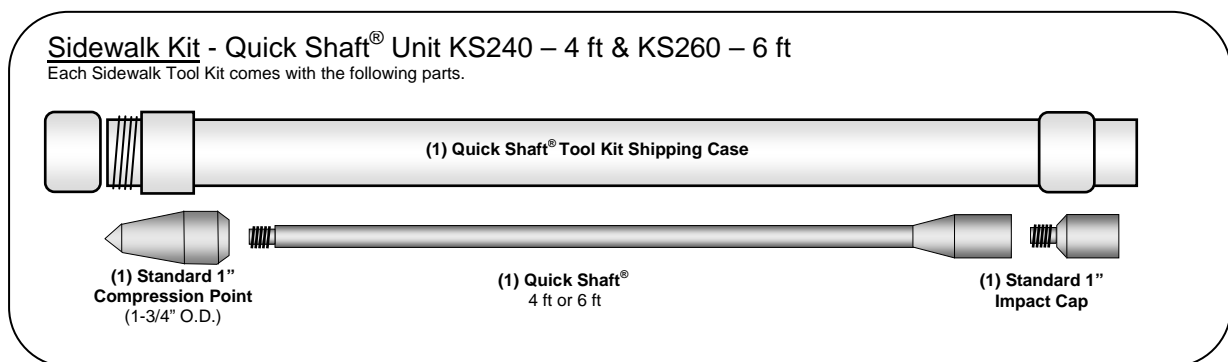 Sidewalk Kit - Quick Shaft® Unit KS240 – 4 ft & KS260 – 6 ft
Each Sidewalk Tool Kit comes with the following parts.
(1) Quick Shaft® Tool Kit Shipping Case
(1) Standard 1”
Compression Point
(1-3/4” O.D.)
(1) Quick Shaft®
4 ft or 6 ft
(1) Standard 1”
Impact Cap